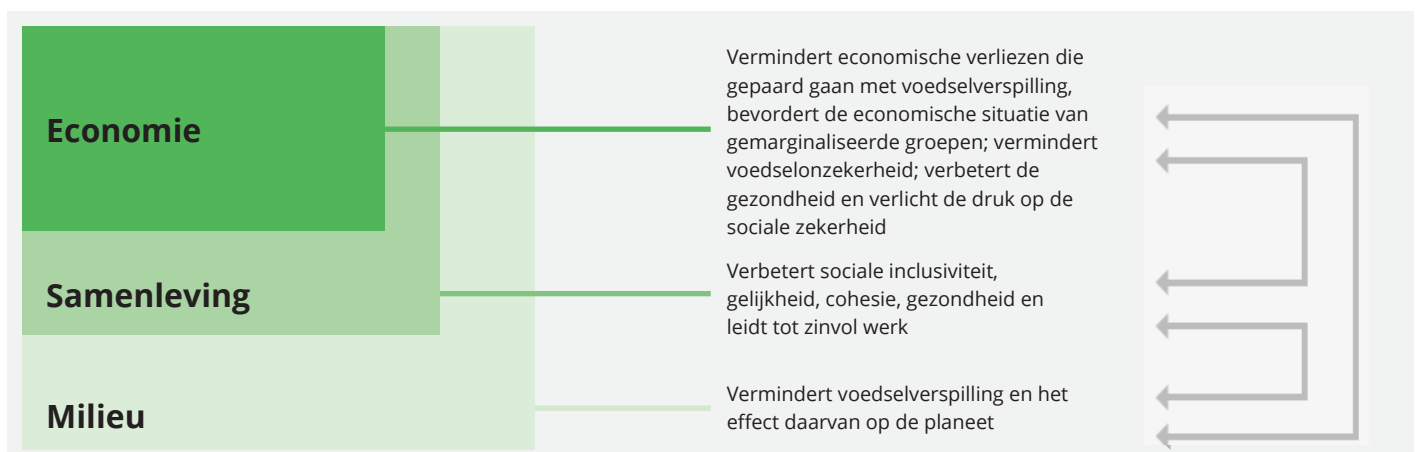 Economie
Vermindert economische verliezen die
gepaard gaan met voedselverspilling,
bevordert de economische situatie van
gemarginaliseerde groepen; vermindert
voedselonzekerheid; verbetert de
gezondheid en verlicht de druk op de
sociale zekerheid
Samenleving
Verbetert sociale inclusiviteit,
gelijkheid, cohesie, gezondheid en
leidt tot zinvol werk
Milieu
Vermindert voedselverspilling en het
effect daarvan op de planeet